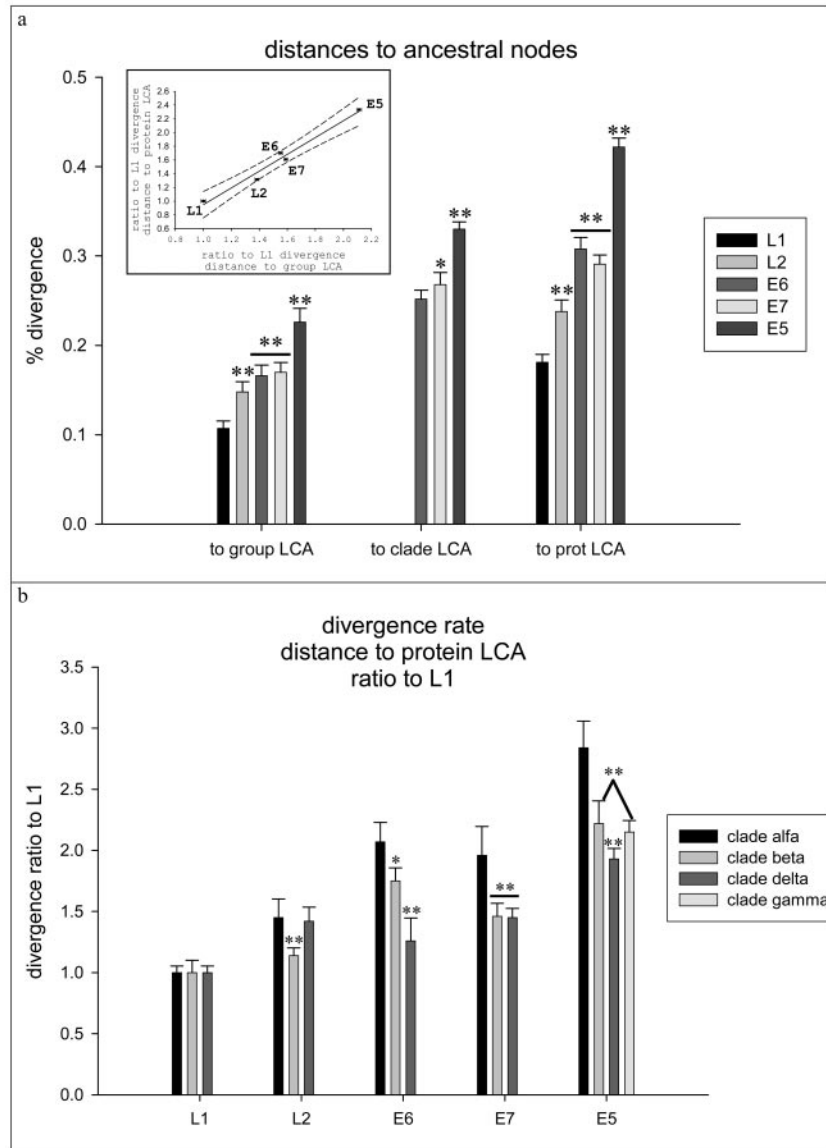 a
distances to ancestral nodes
0.5
0.4
0.3
0.2
0.1
0.0
% divergence
ratio to L1 divergence
distance to protein LCA
2.6
2.4
2.2
2.0
1.8
1.6
1.4
1.2
1.0
0.8
0.6
E5
E6
E7
L2
L1
0.8 1.0 1.2 1.4 1.6 1.8 2.0 2.2
ratio to L1 divergence
distance to group LCA
** ** **
* **
** ** **
L1
L2
E6
E7
E5
to group LCA to clade LCA to prot LCA
b
divergence rate
distance to protein LCA
ratio to L1
3.5
3.0
2.5
2.0
1.5
1.0
0.5
0.0
divergence ratio to L1
**
* **
**
** **
clade alfa
clade beta
clade delta
clade gamma
L1 L2 E6 E7 E5